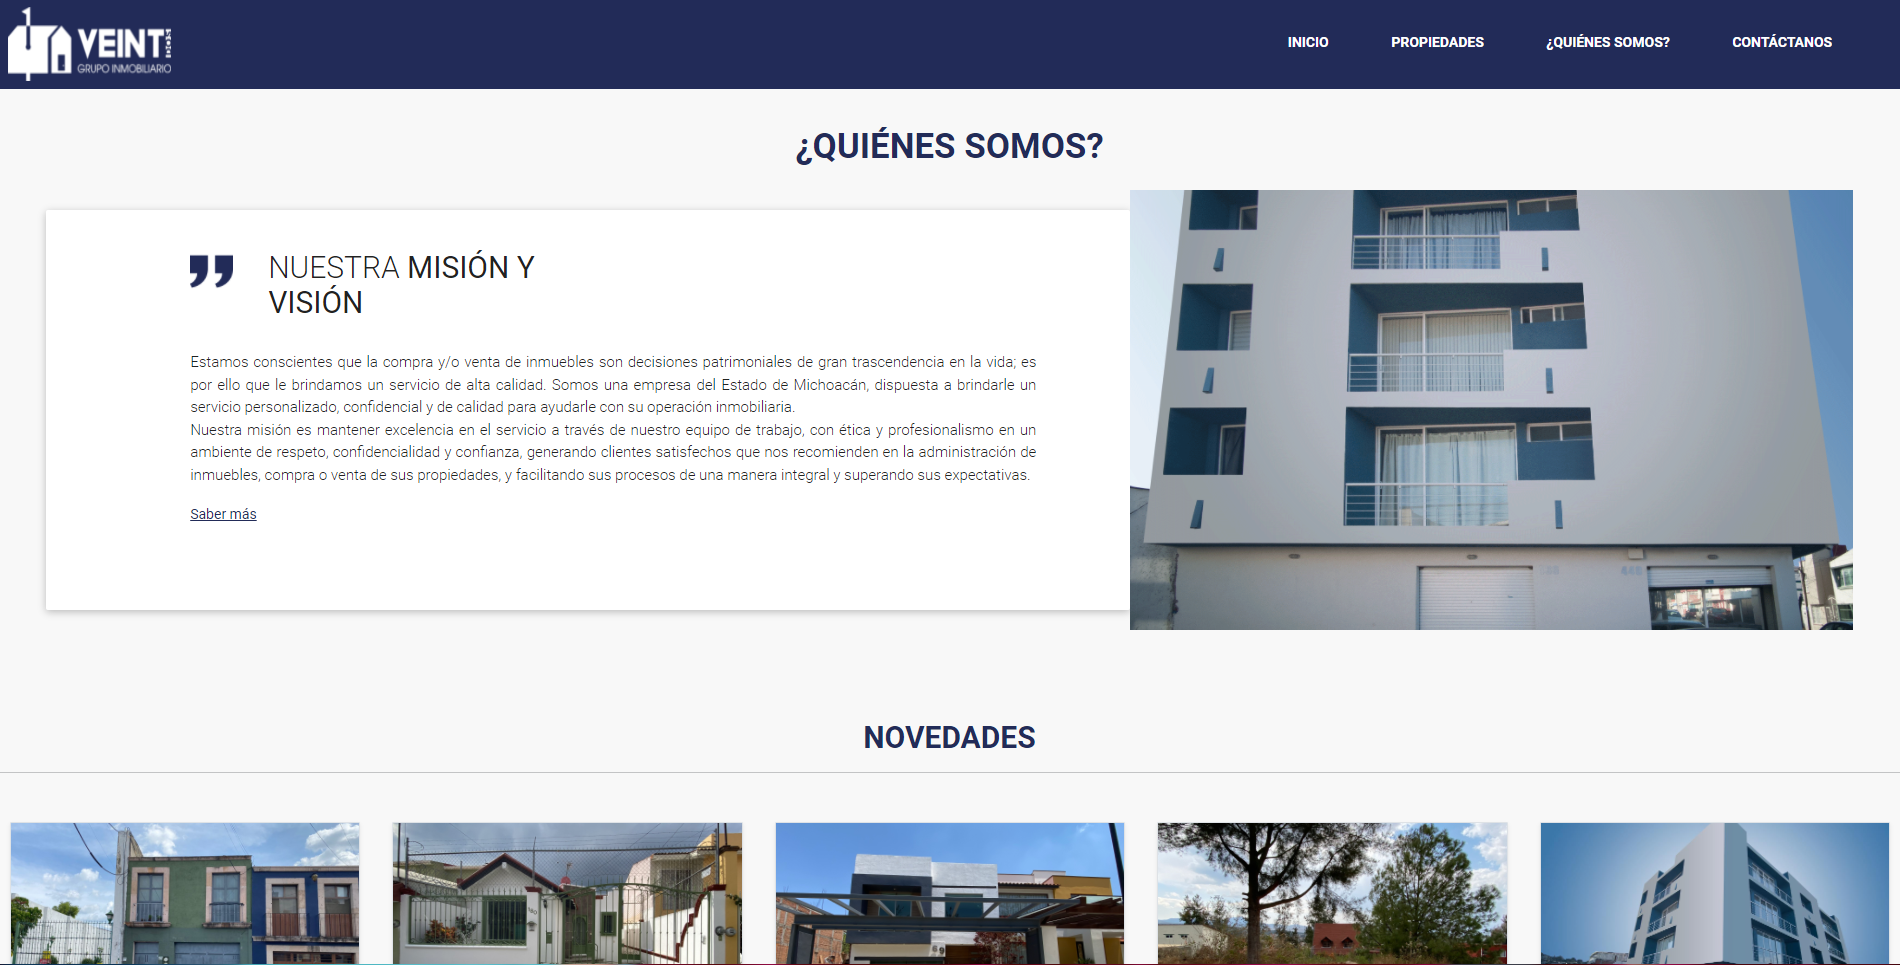 VEINT
GRUPO INMOBILIARIO
INICIO
PROPIEDADES
¿QUIÉNES SOMOS?
CONTÁCTANOS
¿QUIÉNES SOMOS?
NUESTRA MISIÓN Y
VISIÓN
Estamos conscientes que la compra y/o venta de inmuebles son decisiones patrimoniales de gran trascendencia en la vida; es
por ello que le brindamos un servicio de alta calidad. Somos una empresa del Estado de Michoacán, dispuesta a brindarle un
servicio personalizado, confidencial y de calidad para ayudarle con su operación inmobiliaria.
Nuestra misión es mantener excelencia en el servicio a través de nuestro equipo de trabajo, con ética y profesionalismo en un
ambiente de respeto, confidencialidad y confianza, generando clientes satisfechos que nos recomienden en la administración de
inmuebles, compra o venta de sus propiedades, y facilitando sus procesos de una manera integral y superando sus expectativas.
Saber más
NOVEDADES